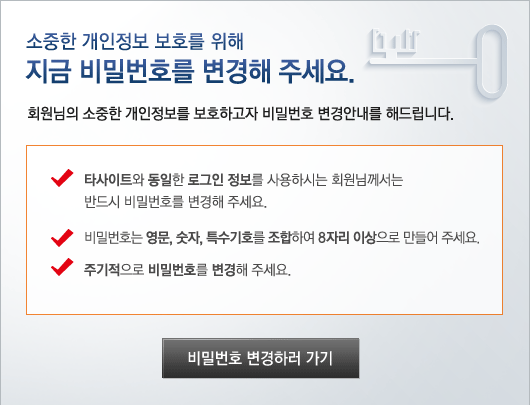 소중한 개인정보 보호를 위해
지금 비밀번호를 변경해 주세요.
회원님의 소중한 개인정보를 보호하고자 비밀번호 변경안내를 해드립니다.
타사이트와 동일한 로그인 정보를 사용하시는 회원님께서는
반드시 비밀번호를 변경해 주세요.
비밀번호는 영문, 숫자, 특수기호를 조합하여 8자리 이상으로 만들어 주세요.
주기적으로 비밀번호를 변경해 주세요.
비밀번호 변경하러 가기